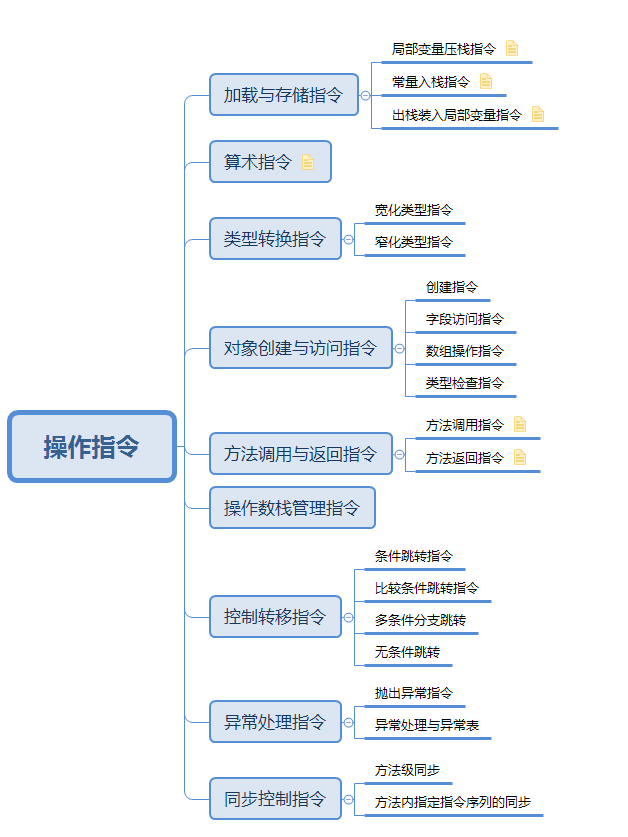 操作指令
加载与存储指令
局部变量压栈指令
常量入栈指令
出栈装入局部变量指令
算术指令
类型转换指令
宽化类型指令
窄化类型指令
对象创建与访问指令
创建指令
字段访问指令
数组操作指令
类型检查指令
方法调用与返回指令
方法调用指令
方法返回指令
操作数栈管理指令
控制转移指令
条件跳转指令
比较条件跳转指令
多条件分支跳转
无条件跳转
异常处理指令
抛出异常指令
异常处理与异常表
同步控制指令
方法级同步
方法内指定指令序列的同步